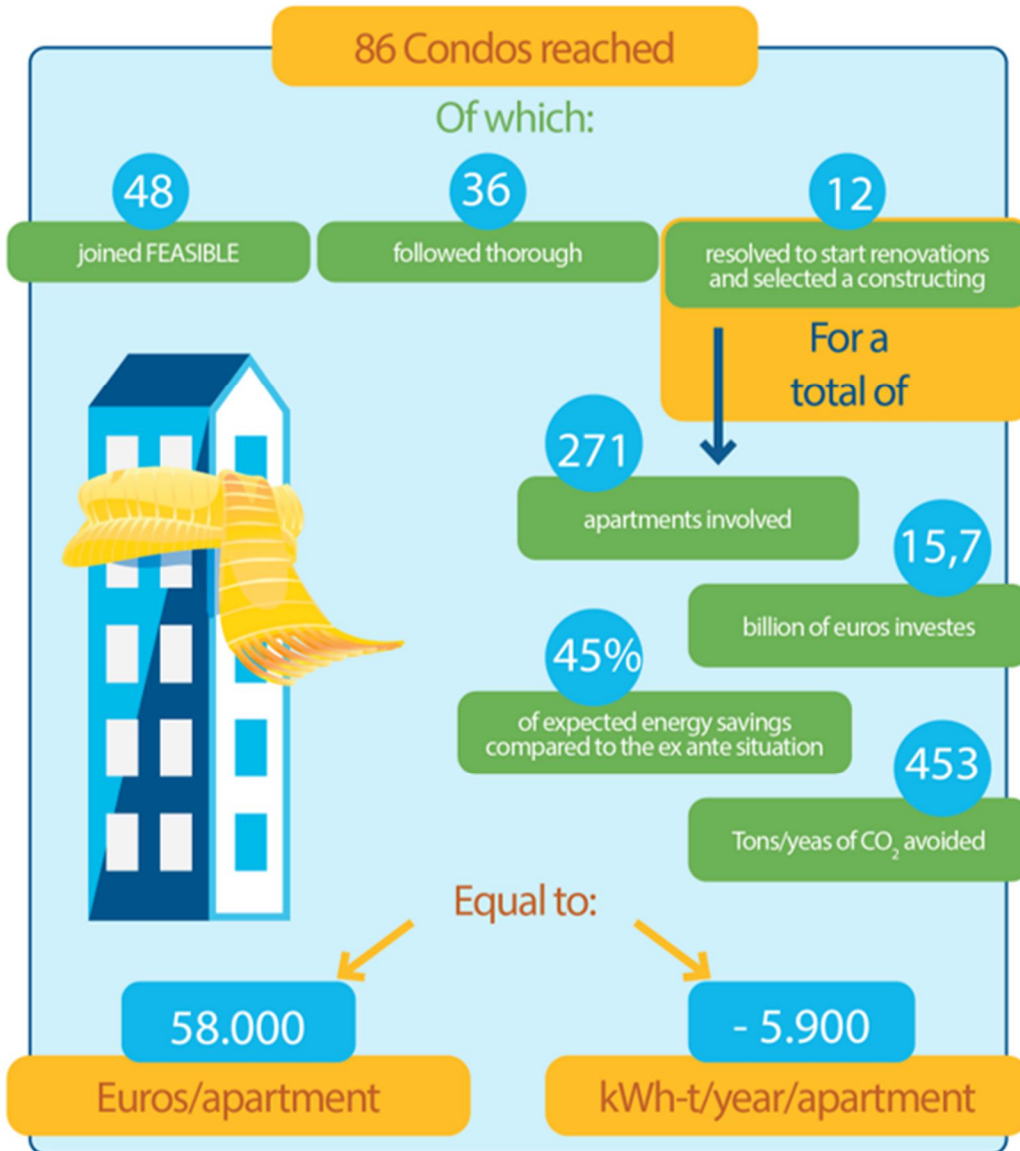 86 Condos reached
Of which:
48
joined FEASIBLE
36
followed thorough
12
resolved to start renovations
and selected a constructing
For a
total of
271
apartments involved
15,7
billion of euros investes
45%
of expected energy savings
compared to the ex ante situation
453
Tons/yeas of CO₂ avoided
Equal to:
58.000
Euros/apartment
- 5.900
kWh-t/year/apartment